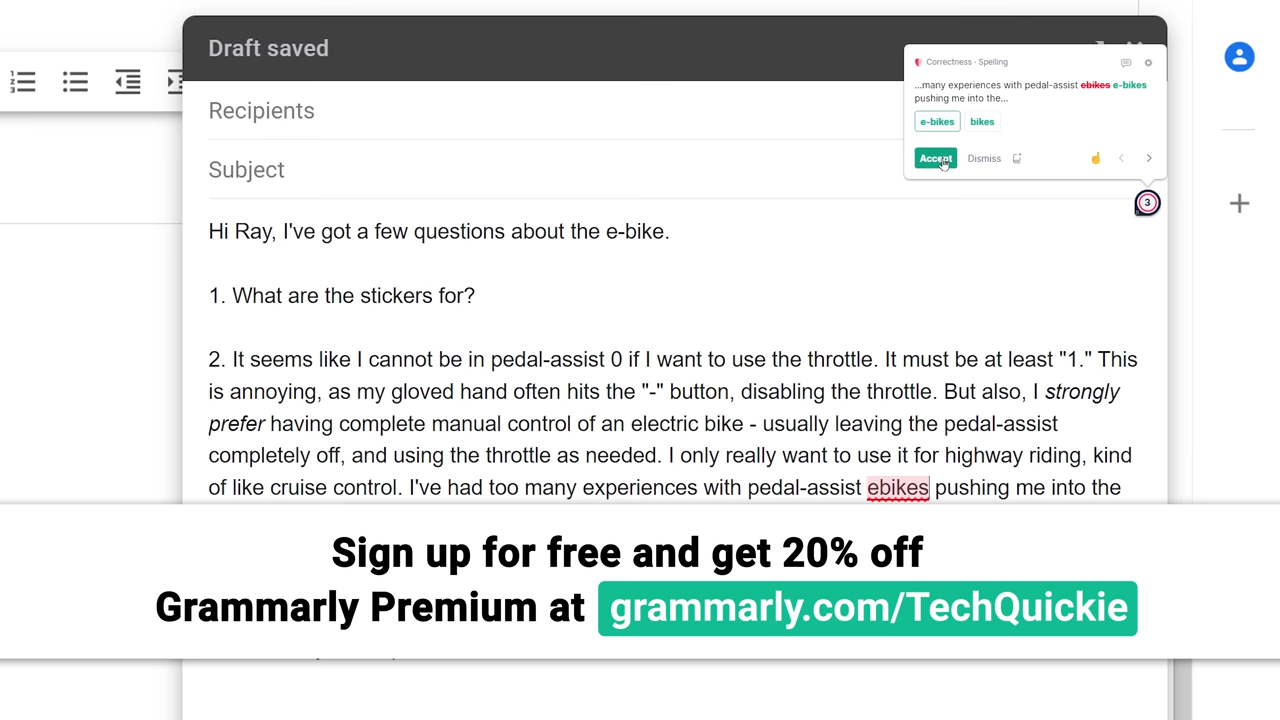 Draft saved
Correctness · Spelling
...many experiences with pedal-assist ebikes e-bikes
pushing me into the...
e-bikes bikes
Accept Dismiss
3
Recipients
Subject
Hi Ray, I've got a few questions about the e-bike.
1. What are the stickers for?
2. It seems like I cannot be in pedal-assist 0 if I want to use the throttle. It must be at least "1." This
is annoying, as my gloved hand often hits the "-" button, disabling the throttle. But also, I strongly
prefer having complete manual control of an electric bike - usually leaving the pedal-assist
completely off, and using the throttle as needed. I only really want to use it for highway riding, kind
of like cruise control. I've had too many experiences with pedal-assist ebikes pushing me into the
Sign up for free and get 20% off
Grammarly Premium at grammarly.com/TechQuickie